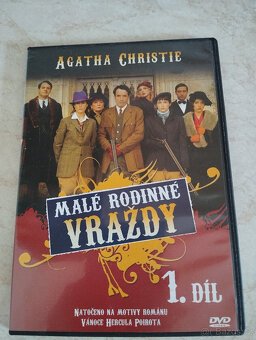 AGATHA CHRISTIE
MALÉ RODINNÉ
VRAŽDY
1. DÍL
NATOČENO NA MOTIVY ROMÁNU
VÁNOCE HERCULA POIROTA
DVD